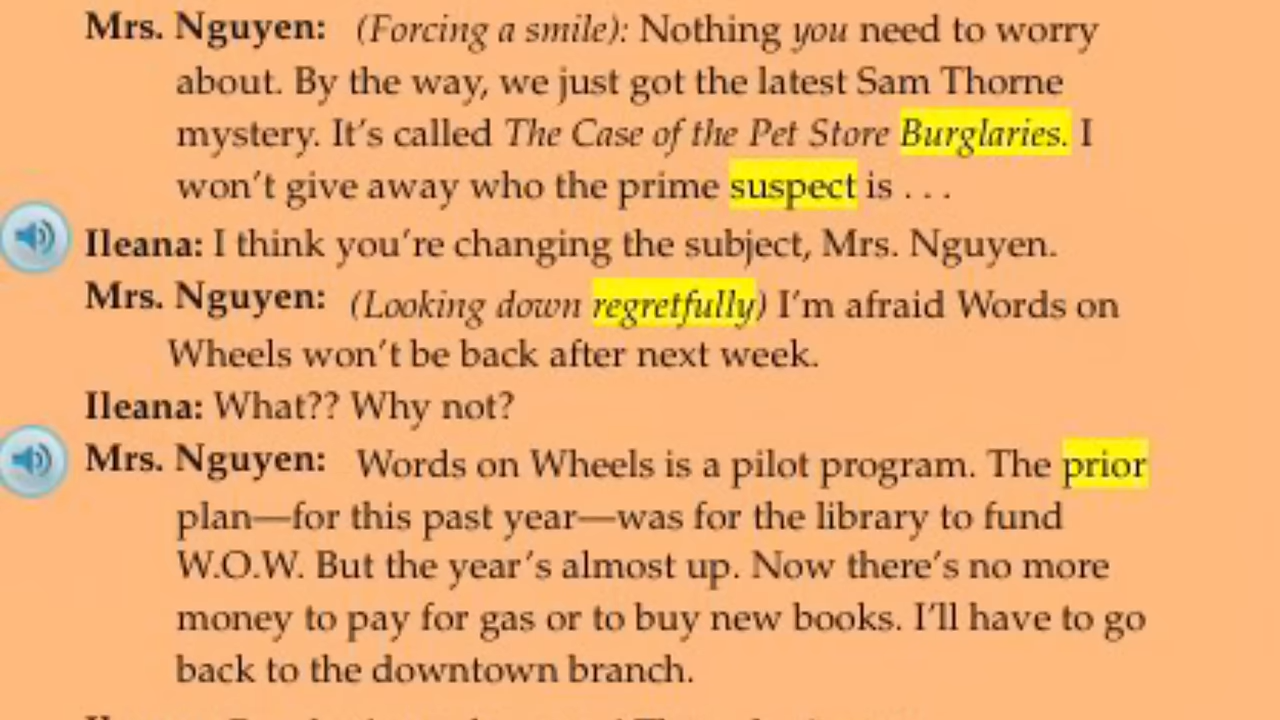 Mrs. Nguyen: (Forcing a smile): Nothing you need to worry
about. By the way, we just got the latest Sam Thorne
mystery. It's called The Case of the Pet Store Burglaries. I
won't give away who the prime suspect is . . .
Ileana: I think you're changing the subject, Mrs. Nguyen.
Mrs. Nguyen: (Looking down regretfully) I'm afraid Words on
Wheels won't be back after next week.
Ileana: What?? Why not?
Mrs. Nguyen: Words on Wheels is a pilot program. The prior
plan—for this past year—was for the library to fund
W.O.W. But the year's almost up. Now there's no more
money to pay for gas or to buy new books. I'll have to go
back to the downtown branch.